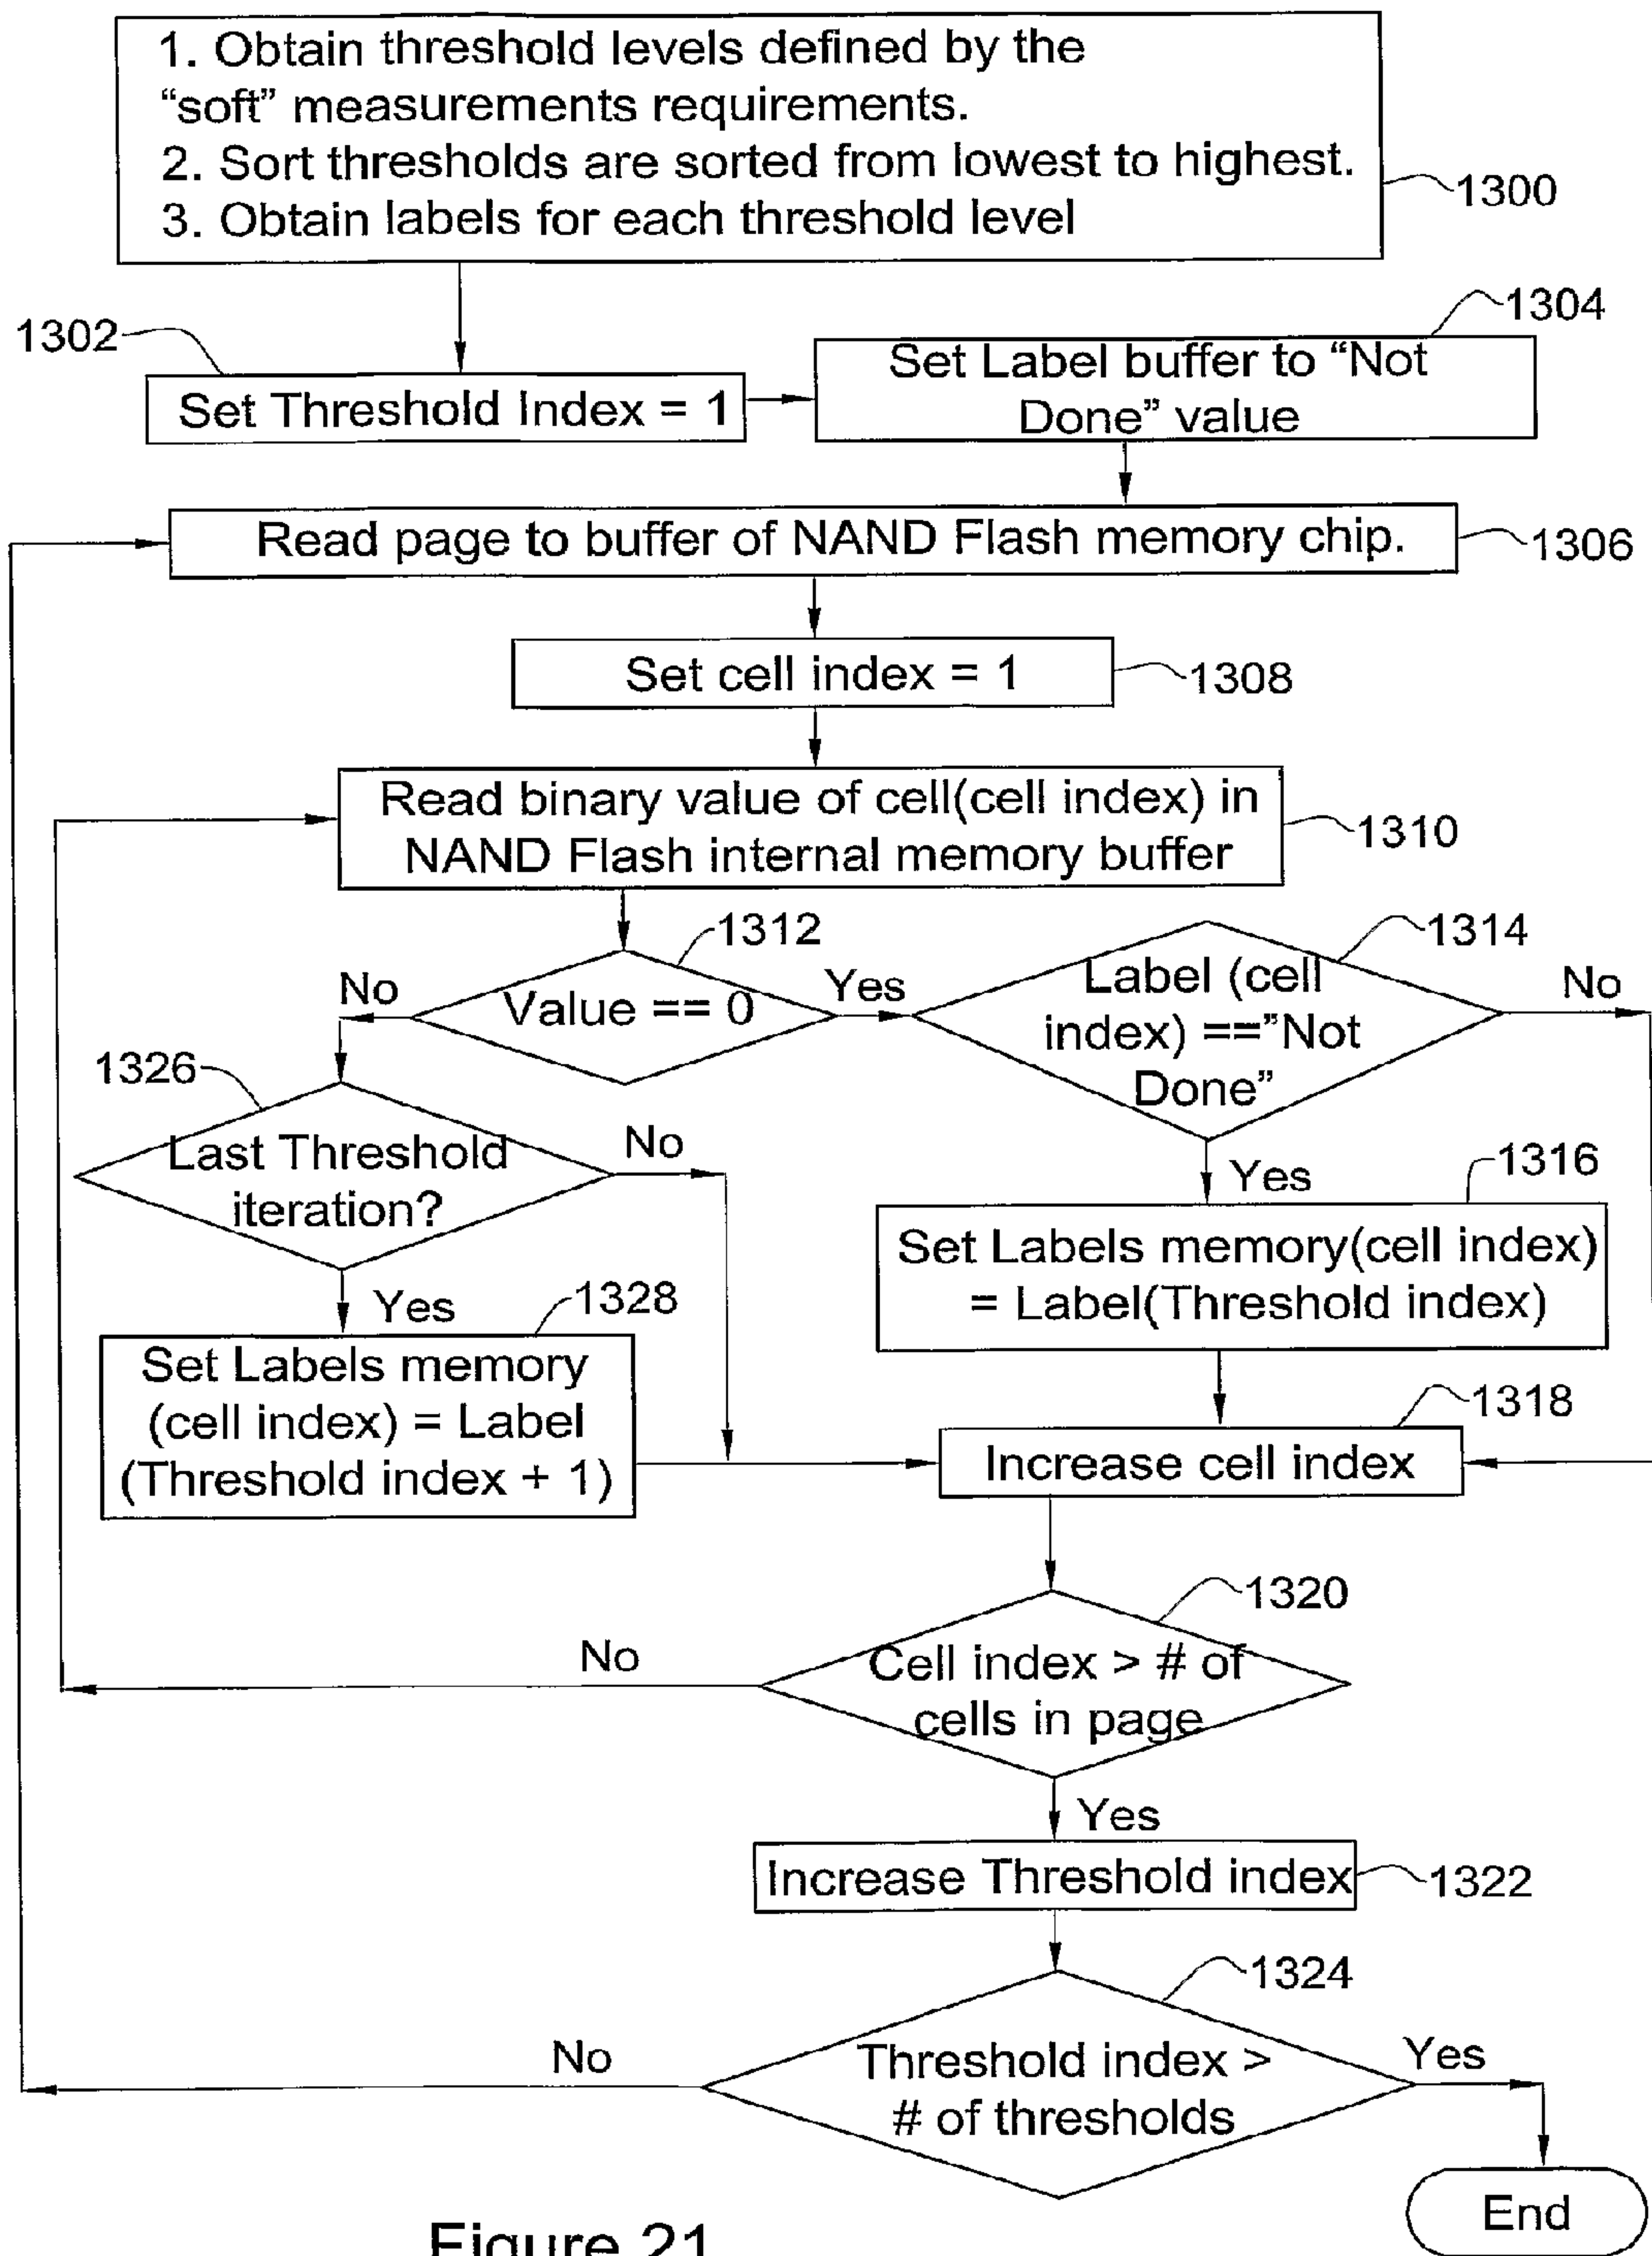 1. Obtain threshold levels defined by the
“soft” measurements requirements.
2. Sort thresholds are sorted from lowest to highest.
3. Obtain labels for each threshold level
1300
1302
1304
Set Threshold Index = 1
Set Label buffer to “Not
Done” value
Read page to buffer of NAND Flash memory chip.
1306
Set cell index = 1
1308
Read binary value of cell(cell index) in
NAND Flash internal memory buffer
1310
1312
Value == 0
No
Yes
1314
Label (cell
index) ==”Not
Done”
No
Yes
1326
Last Threshold
iteration?
No
Yes
1316
Set Labels memory(cell index)
= Label(Threshold index)
1328
Set Labels memory
(cell index) = Label
(Threshold index + 1)
1318
Increase cell index
1320
Cell index > # of
cells in page
No
Yes
Increase Threshold index
1322
1324
Threshold index >
# of thresholds
No
Yes
End
Figure 21